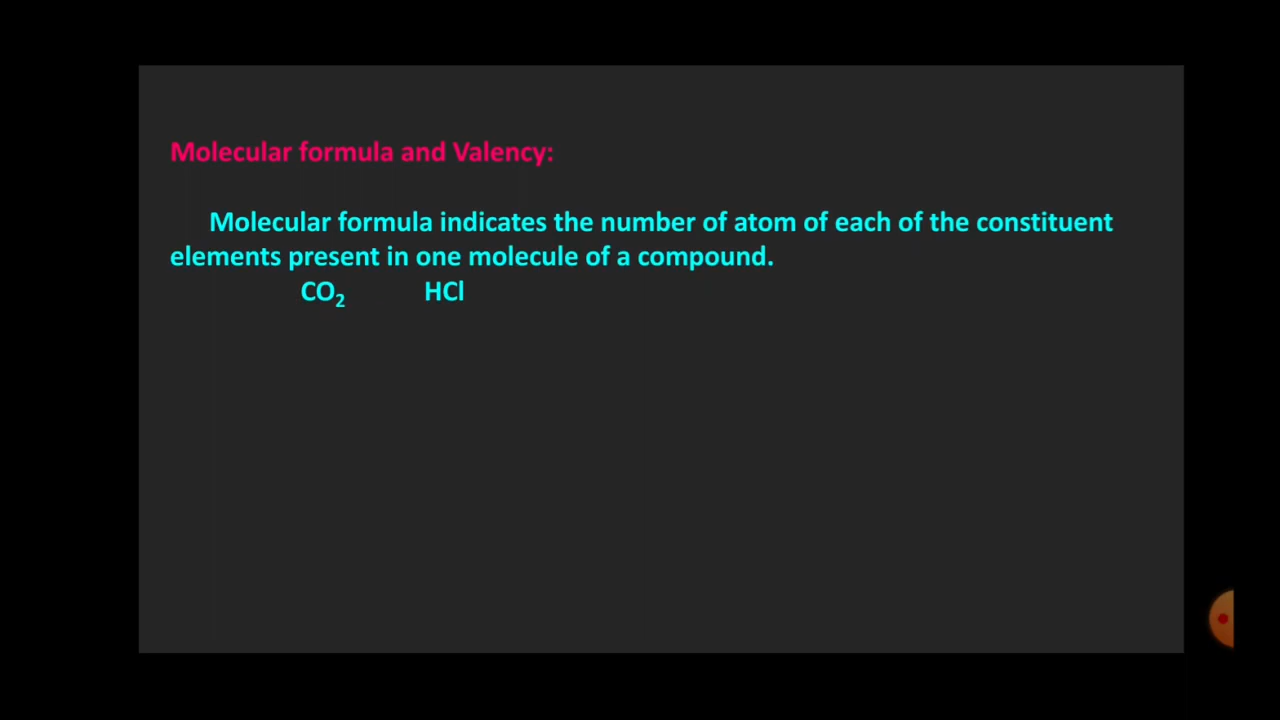 Molecular formula and Valency:
Molecular formula indicates the number of atom of each of the constituent
elements present in one molecule of a compound.
CO₂ HCl